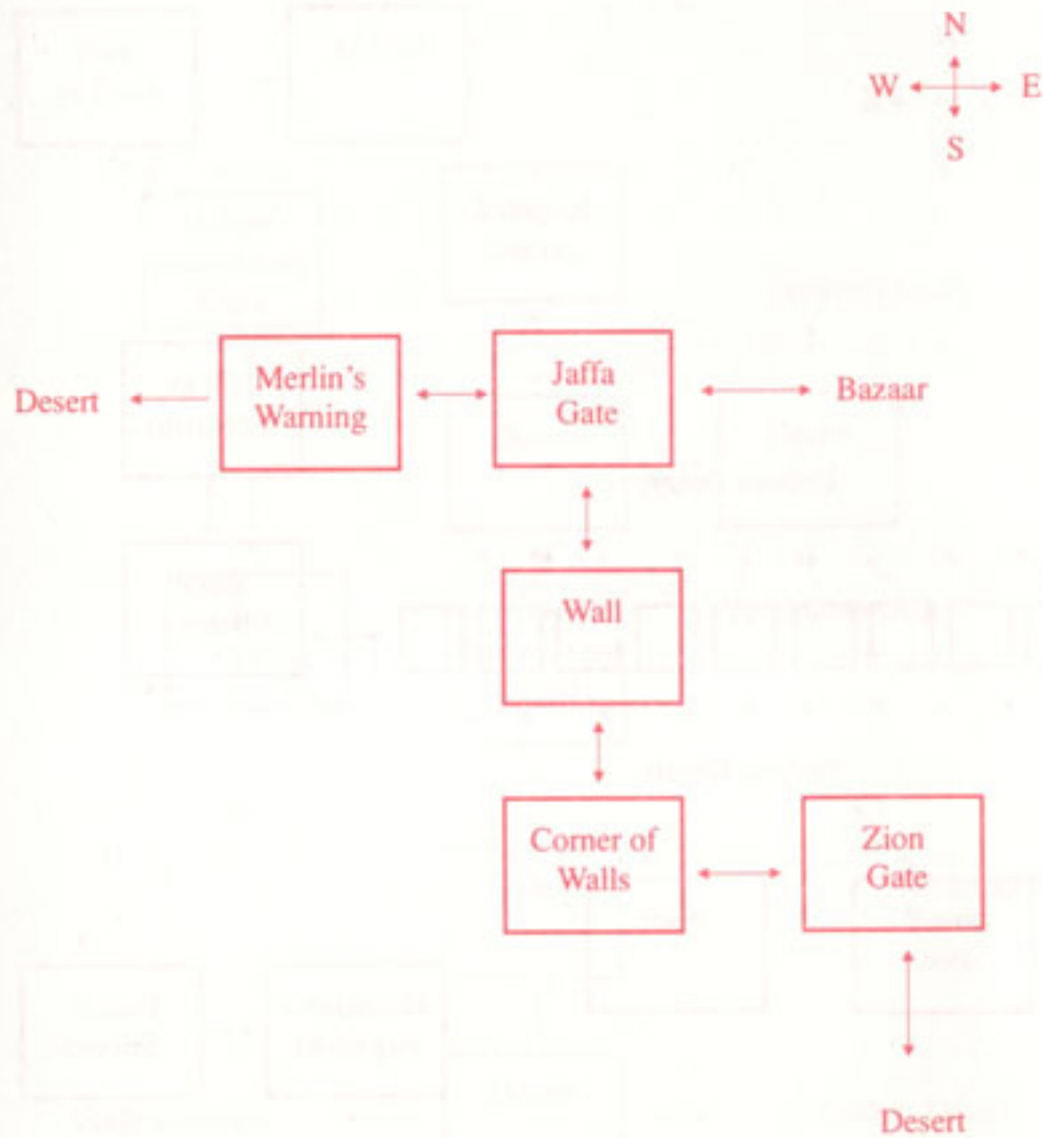 N
W E
S
Merlin's
Warning
Jaffa
Gate
Desert
Bazaar
Wall
Corner of
Walls
Zion
Gate
Desert